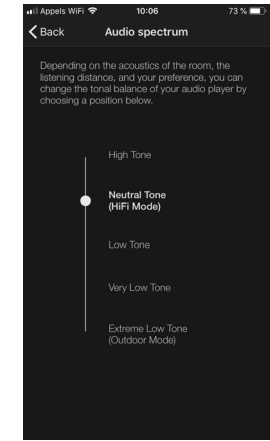 Appels WiFi 10:06 73 %
Back Audio spectrum
Depending on the acoustics of the room, the
listening distance, and your preference, you can
change the tonal balance of your audio player by
choosing a position below.
High Tone
Neutral Tone
(HiFi Mode)
Low Tone
Very Low Tone
Extreme Low Tone
(Outdoor Mode)